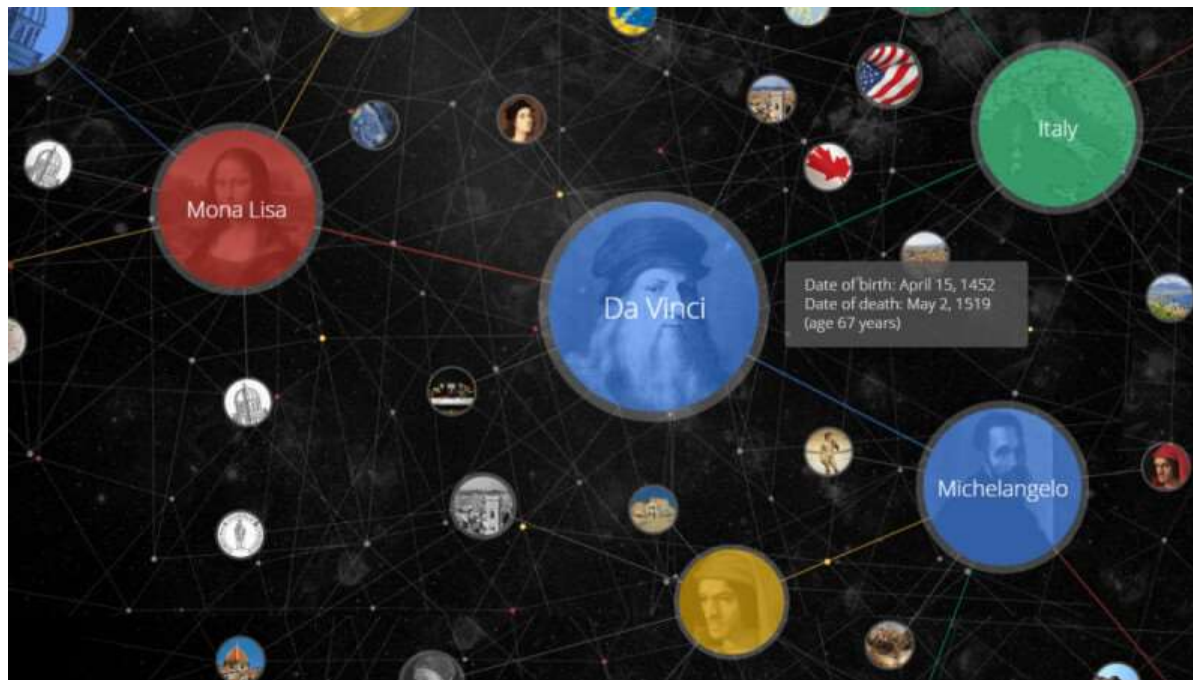 Italy
Mona Lisa
Da Vinci
Date of birth: April 15, 1452
Date of death: May 2, 1519
(age 67 years)
Michelangelo